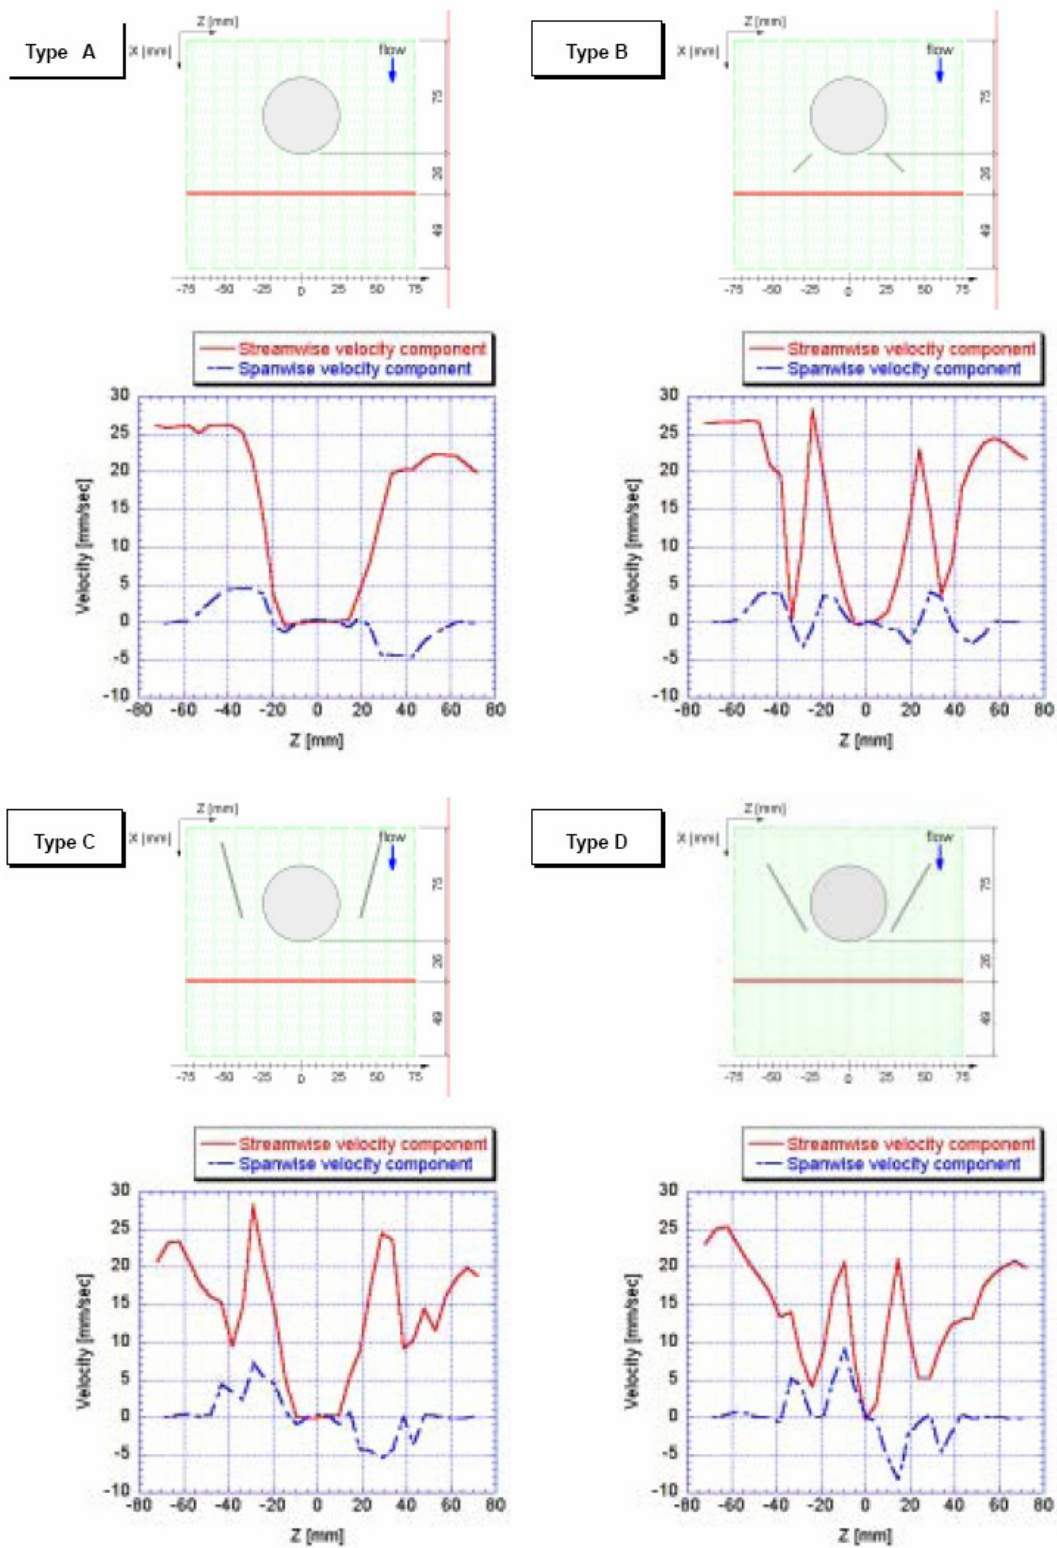 Type A
Z [mm]
X [mm]
flow
75
26
49
-75 -50 -25 0 25 50 75
Type B
Z [mm]
X [mm]
flow
75
26
49
-75 -50 -25 0 25 50 75
Streamwise velocity component
Spanwise velocity component
30
25
20
15
10
5
0
-5
-10
Velocity [mm/sec]
-80 -60 -40 -20 0 20 40 60 80
Z [mm]
Streamwise velocity component
Spanwise velocity component
30
25
20
15
10
5
0
-5
-10
Velocity [mm/sec]
-80 -60 -40 -20 0 20 40 60 80
Z [mm]
Type C
Z [mm]
X [mm]
flow
75
26
49
-75 -50 -25 0 25 50 75
Type D
Z [mm]
X [mm]
flow
75
26
49
-75 -50 -25 0 25 50 75
Streamwise velocity component
Spanwise velocity component
30
25
20
15
10
5
0
-5
-10
Velocity [mm/sec]
-80 -60 -40 -20 0 20 40 60 80
Z [mm]
Streamwise velocity component
Spanwise velocity component
30
25
20
15
10
5
0
-5
-10
Velocity [mm/sec]
-80 -60 -40 -20 0 20 40 60 80
Z [mm]